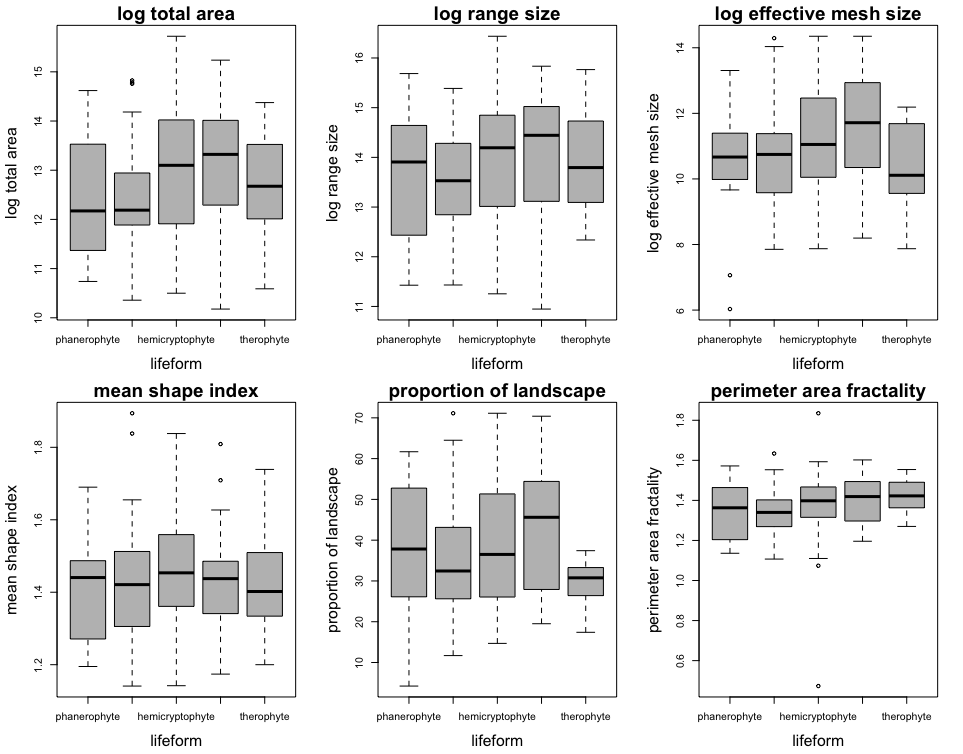 log total area
log total area
15
14
13
12
11
10
phanerophyte hemicryptophyte therophyte
lifeform
log range size
log range size
16
15
14
13
12
11
phanerophyte hemicryptophyte therophyte
lifeform
log effective mesh size
log effective mesh size
14
12
10
8
6
phanerophyte hemicryptophyte therophyte
lifeform
mean shape index
mean shape index
1.8
1.6
1.4
1.2
phanerophyte hemicryptophyte therophyte
lifeform
proportion of landscape
proportion of landscape
70
60
50
40
30
20
10
phanerophyte hemicryptophyte therophyte
lifeform
perimeter area fractality
perimeter area fractality
1.8
1.6
1.4
1.2
1.0
0.8
0.6
phanerophyte hemicryptophyte therophyte
lifeform